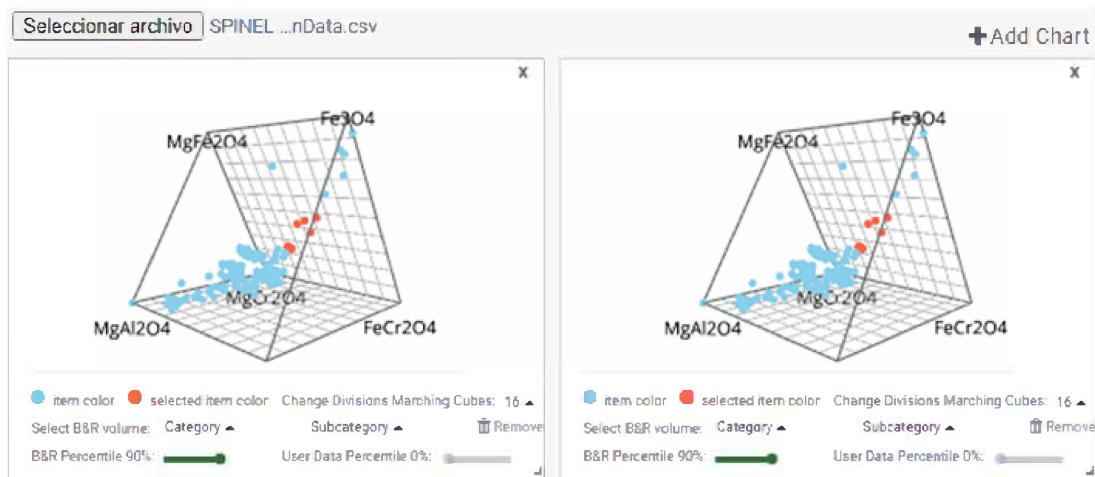 Seleccionar archivo SPINEL ...nData.csv
+ Add Chart
x
Fe3O4
MgFe2O4
MgCr2O4
MgAl2O4
FeCr2O4
item color selected item color Change Divisions Marching Cubes: 16
Select B&R volume: Category Subcategory Remove
B&R Percentile 90%: User Data Percentile 0%:
x
Fe3O4
MgFe2O4
MgCr2O4
MgAl2O4
FeCr2O4
item color selected item color Change Divisions Marching Cubes: 16
Select B&R volume: Category Subcategory Remove
B&R Percentile 90%: User Data Percentile 0%: